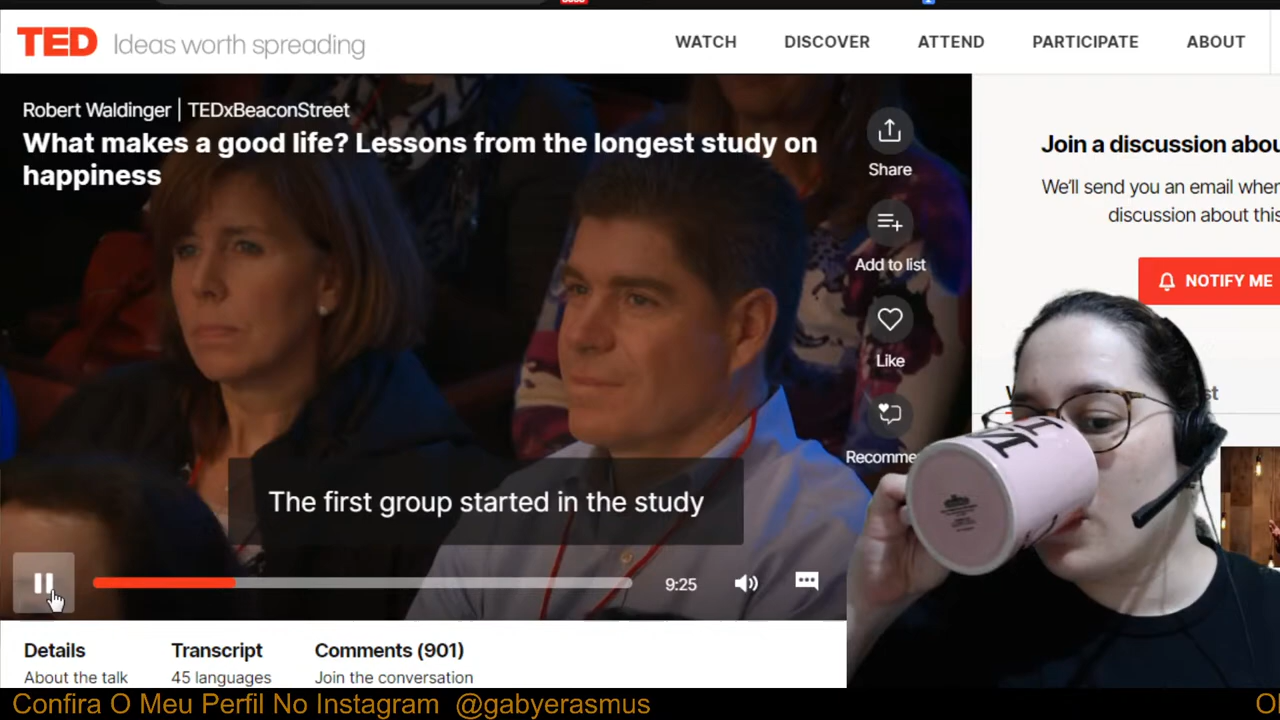 TED Ideas worth spreading
WATCH DISCOVER ATTEND PARTICIPATE ABOUT
Robert Waldinger | TEDxBeaconStreet
What makes a good life? Lessons from the longest study on
happiness
Share
Add to list
Like
Recomme
The first group started in the study
9:25
Join a discussion abou
We'll send you an email wher
discussion about this
NOTIFY ME
Details
About the talk
Transcript
45 languages
Comments (901)
Join the conversation
Confira O Meu Perfil No Instagram @gabyerasmus